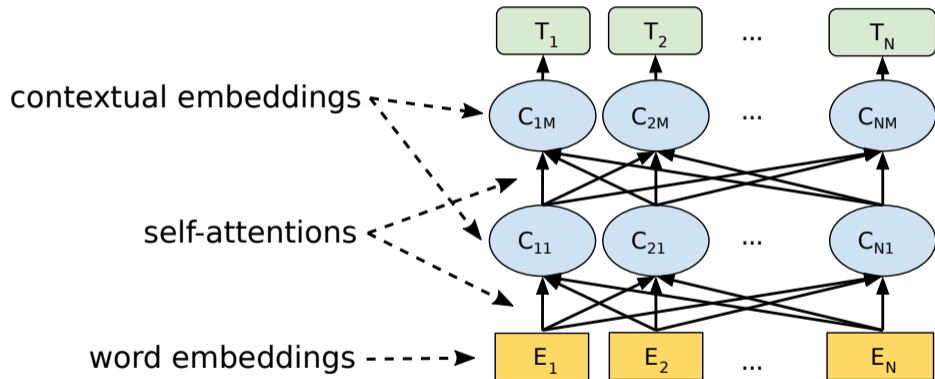 T1 T2 ... TN
contextual embeddings
C1M C2M ... CNM
self-attentions
C11 C21 ... CN1
word embeddings
E1 E2 ... EN